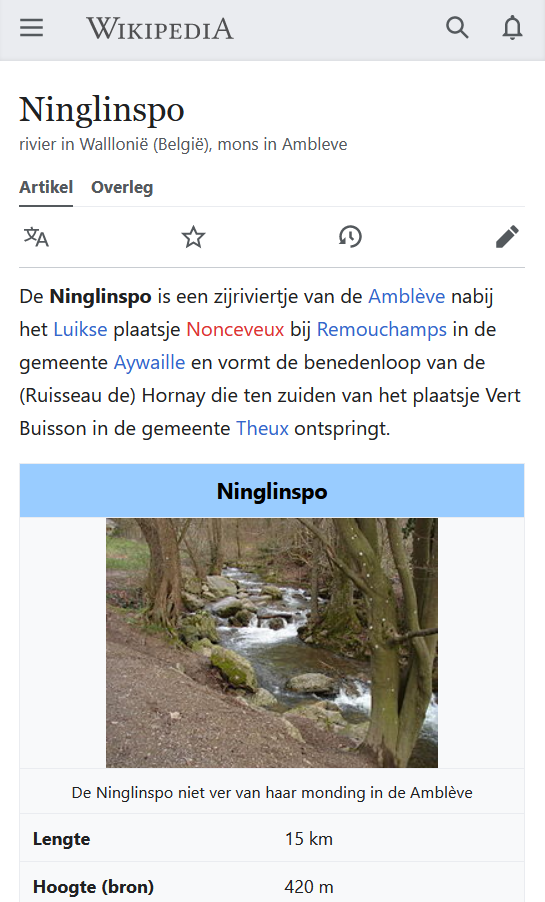 WIKIPEDIA
Ninglinspo
rivier in Walllonië (België), mons in Ambleve
Artikel Overleg
De Ninglinspo is een zijriviertje van de Amblève nabij
het Luikse plaatsje Nonceveux bij Remouchamps in de
gemeente Aywaille en vormt de benedenloop van de
(Ruisseau de) Hornay die ten zuiden van het plaatsje Vert
Buisson in de gemeente Theux ontspringt.
Ninglinspo
De Ninglinspo niet ver van haar monding in de Amblève
Lengte 15 km
Hoogte (bron) 420 m